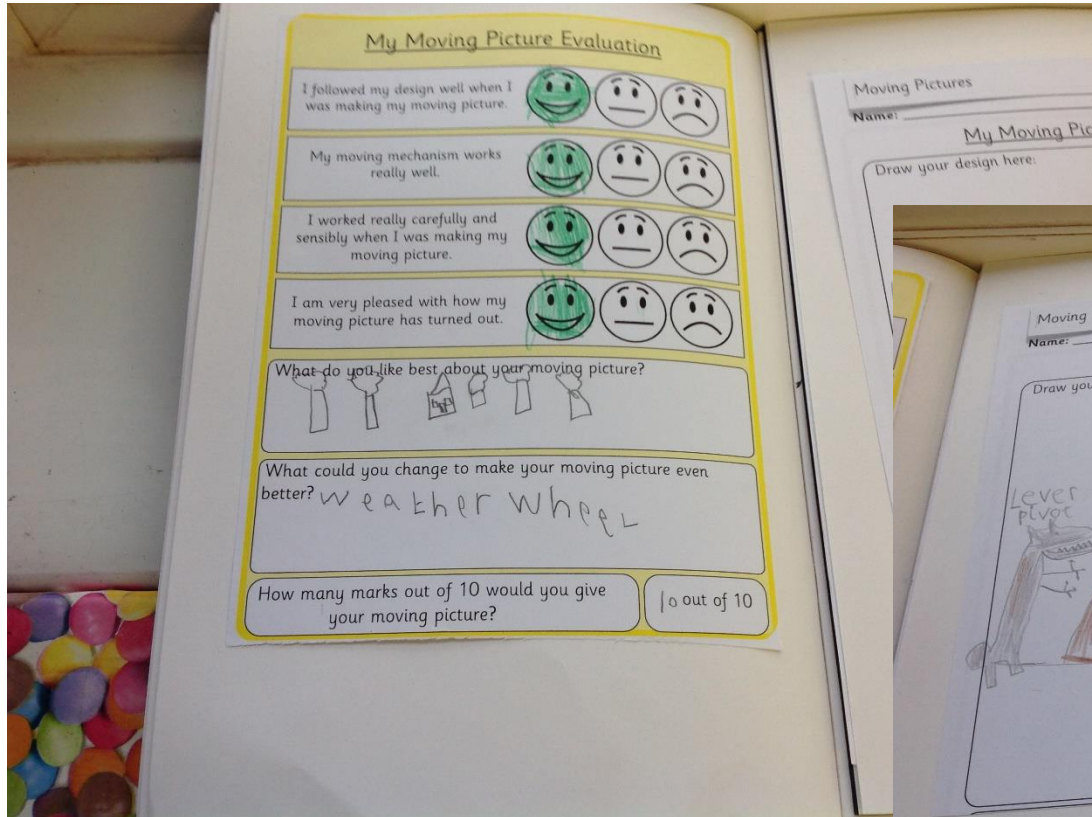 My Moving Picture Evaluation
I followed my design well when I
was making my moving picture.
My moving mechanism works
really well.
I worked really carefully and
sensibly when I was making my
moving picture.
I am very pleased with how my
moving picture has turned out.
What do you like best about your moving picture?
What could you change to make your moving picture even
better? weather wheel
How many marks out of 10 would you give
your moving picture?
10 out of 10
Moving Pictures
Name:
My Moving Pic
Draw your design here:
Moving
Name:
Draw you
Lever
pivot